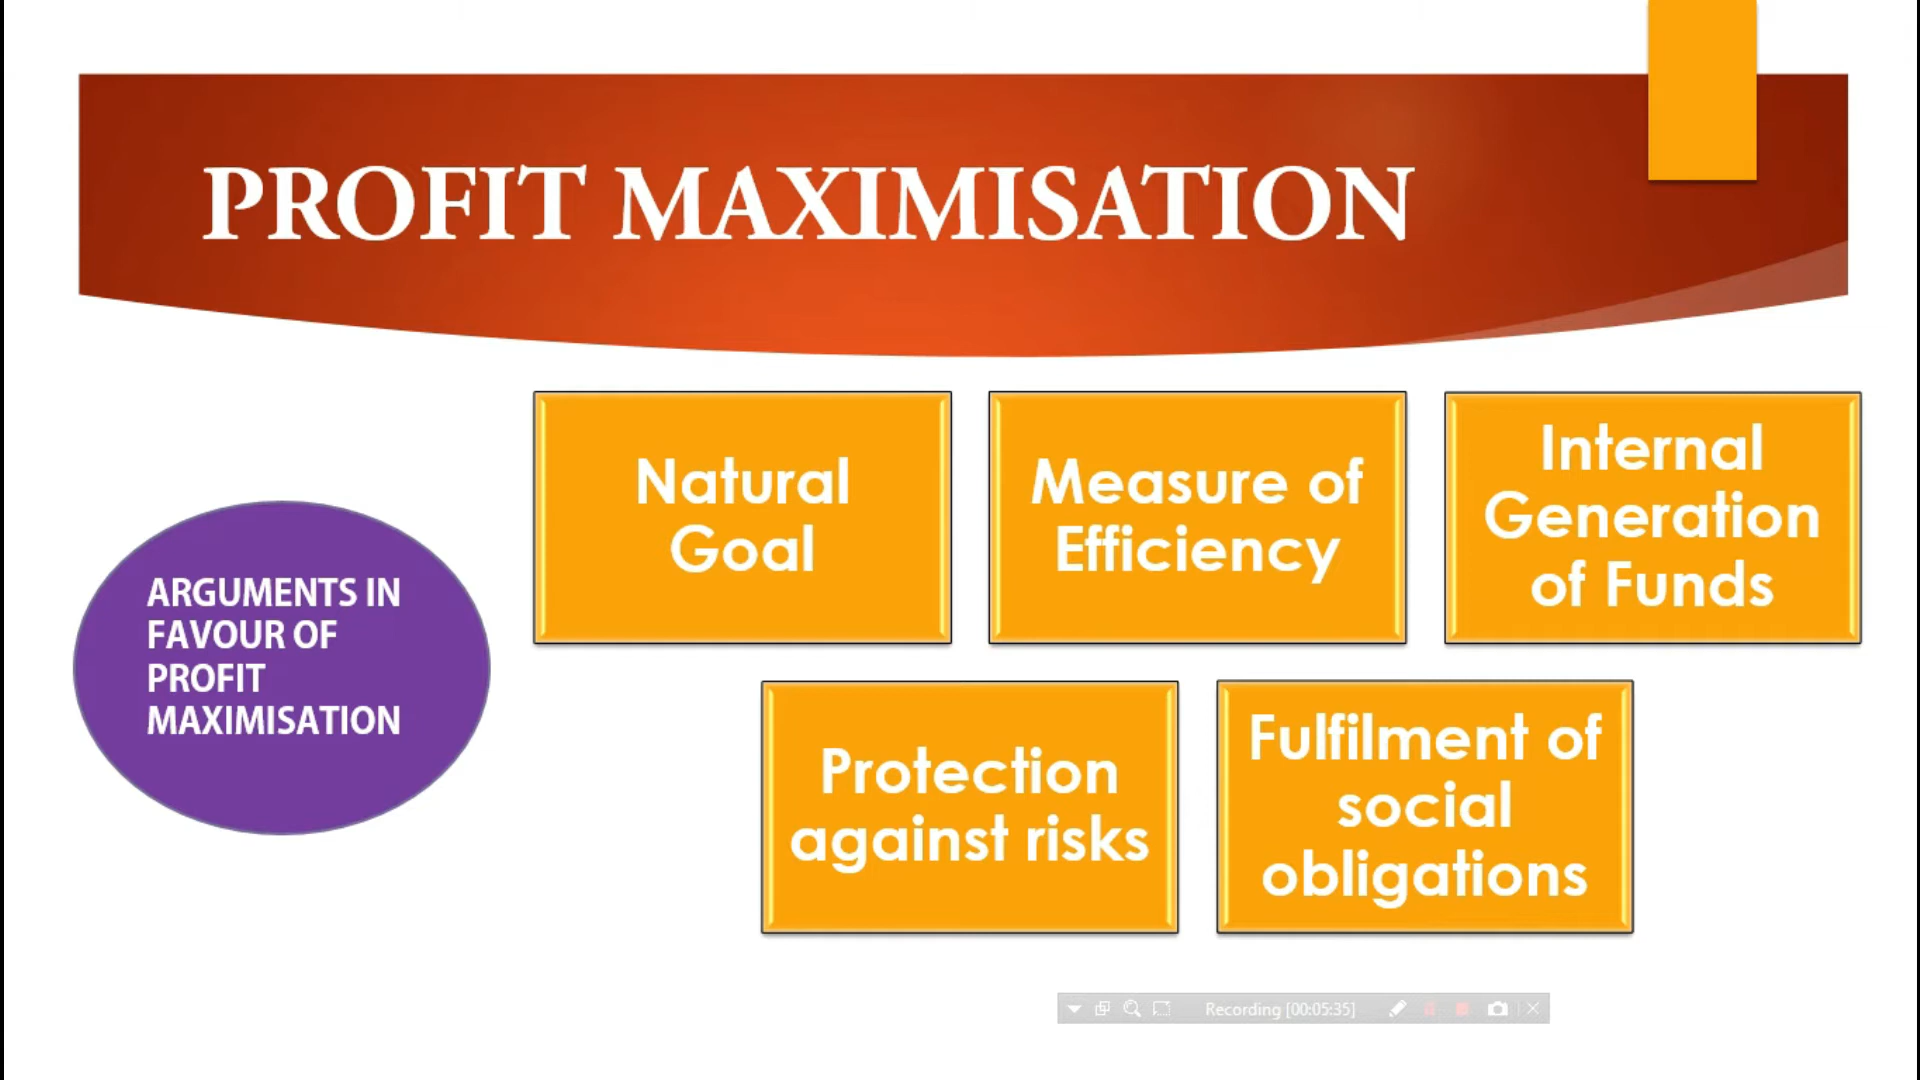 PROFIT MAXIMISATION
ARGUMENTS IN
FAVOUR OF
PROFIT
MAXIMISATION
Natural
Goal
Measure of
Efficiency
Internal
Generation
of Funds
Protection
against risks
Fulfilment of
social
obligations
Recording [00:05:35]